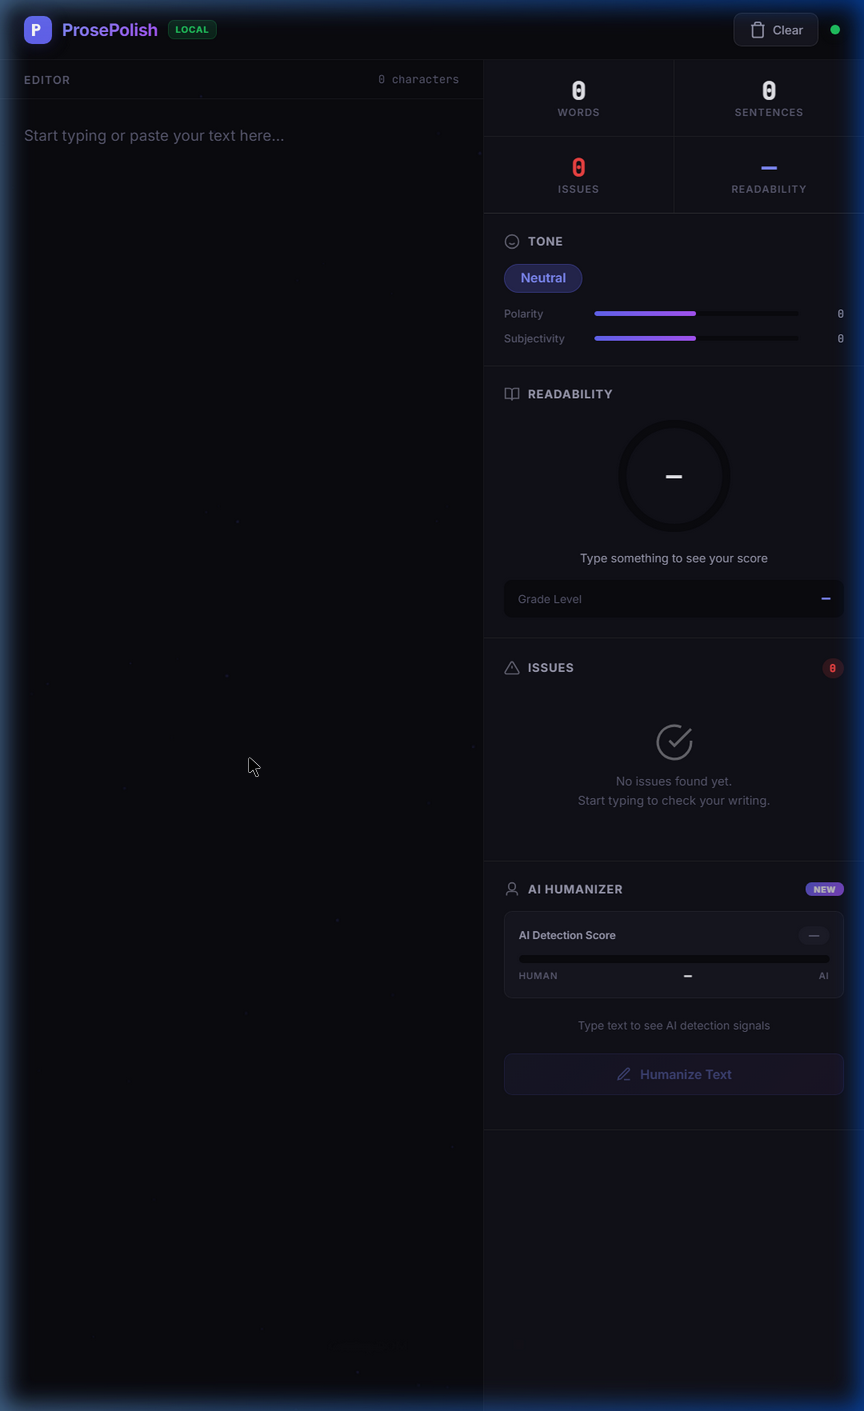 P ProsePolish LOCAL Clear
EDITOR 0 characters
Start typing or paste your text here...
0 0
WORDS SENTENCES
0 —
ISSUES READABILITY
TONE
Neutral
Polarity 0
Subjectivity 0
READABILITY
—
Type something to see your score
Grade Level —
ISSUES 0
No issues found yet.
Start typing to check your writing.
AI HUMANIZER NEW
AI Detection Score —
HUMAN — AI
Type text to see AI detection signals
Humanize Text